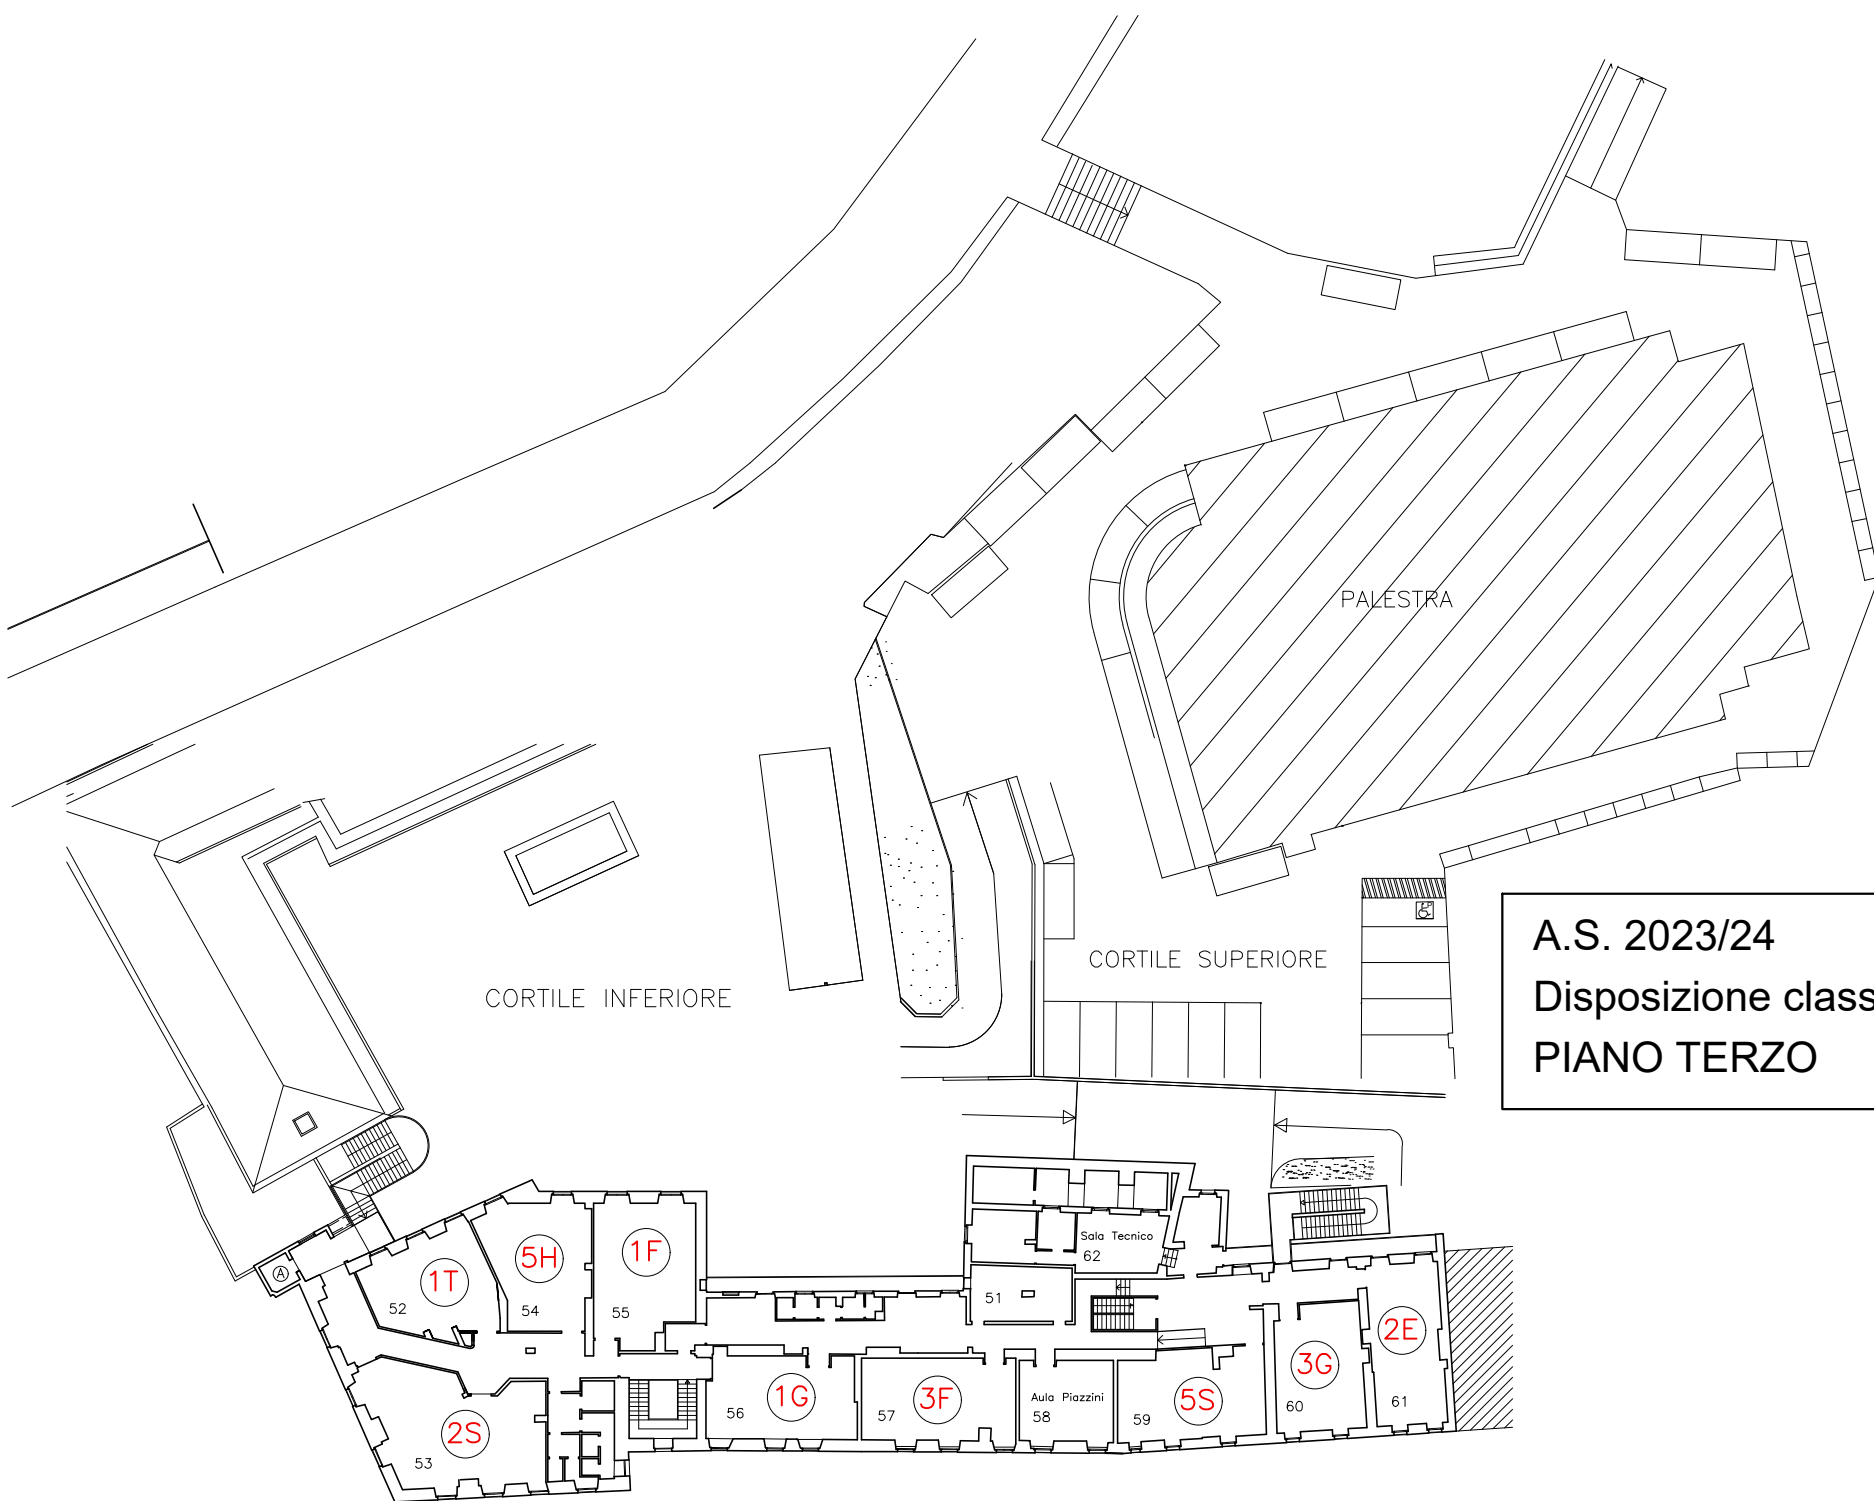 PALESTRA
A.S. 2023/24
Disposizione class
PIANO TERZO
CORTILE SUPERIORE
CORTILE INFERIORE
Sala Tecnico
62
5H
1F
A
1T
52
54
55
51
2E
3G
1G
3F
Aula Piazzini
5S
56
57
58
59
60
61
2S
53